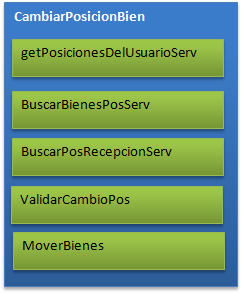 CambiarPosicionBien
getPosicionesDelUsuarioServ
BuscarBienesPosServ
BuscarPosRecepcionServ
ValidarCambioPos
MoverBienes